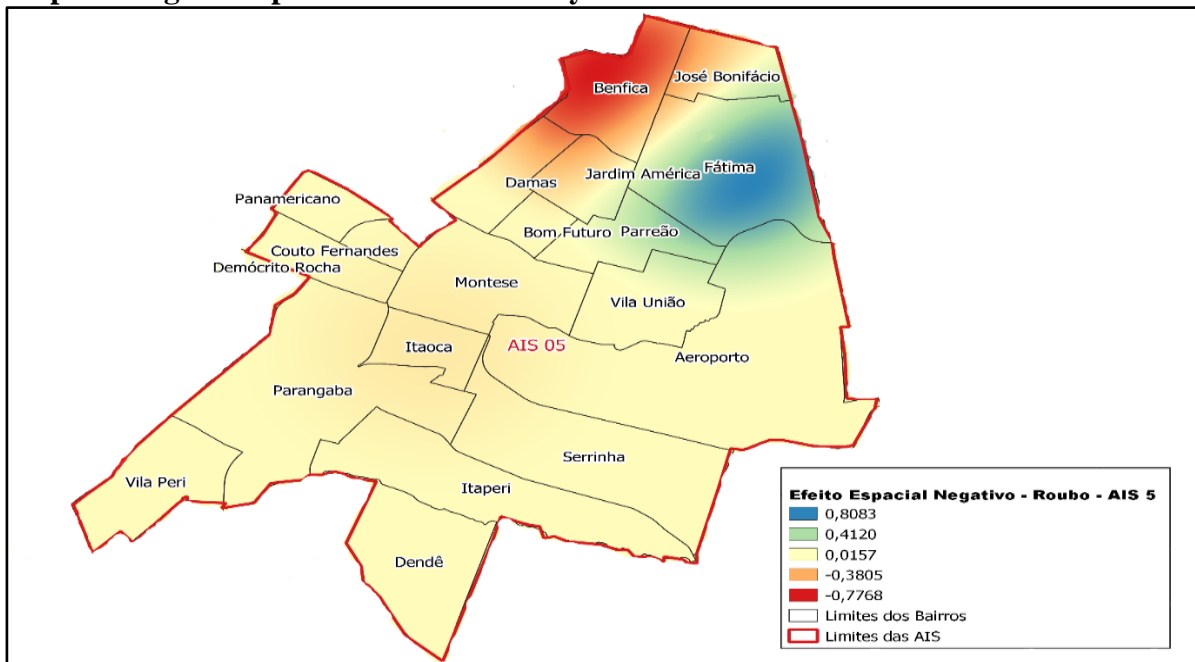 Benfica
José Bonifácio
Fátima
Jardim América
Damas
Panamericano
Bom Futuro
Parreão
Couto Fernandes
Demócrito Rocha
Montese
Vila União
Itaoca
AIS 05
Aeroporto
Parangaba
Serrinha
Vila Peri
Itaperi
Dendê
Efeito Espacial Negativo - Roubo - AIS 5
0,8083
0,4120
0,0157
-0,3805
-0,7768
Limites dos Bairros
Limites das AIS